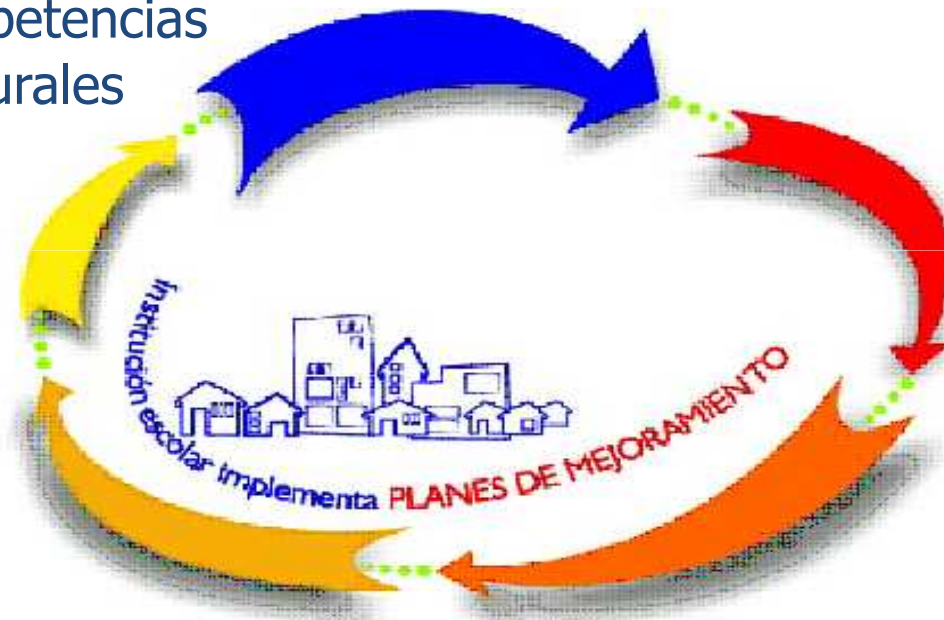 petencias
urales
Institución escolar implementa PLANES DE MEJORAMIENTO